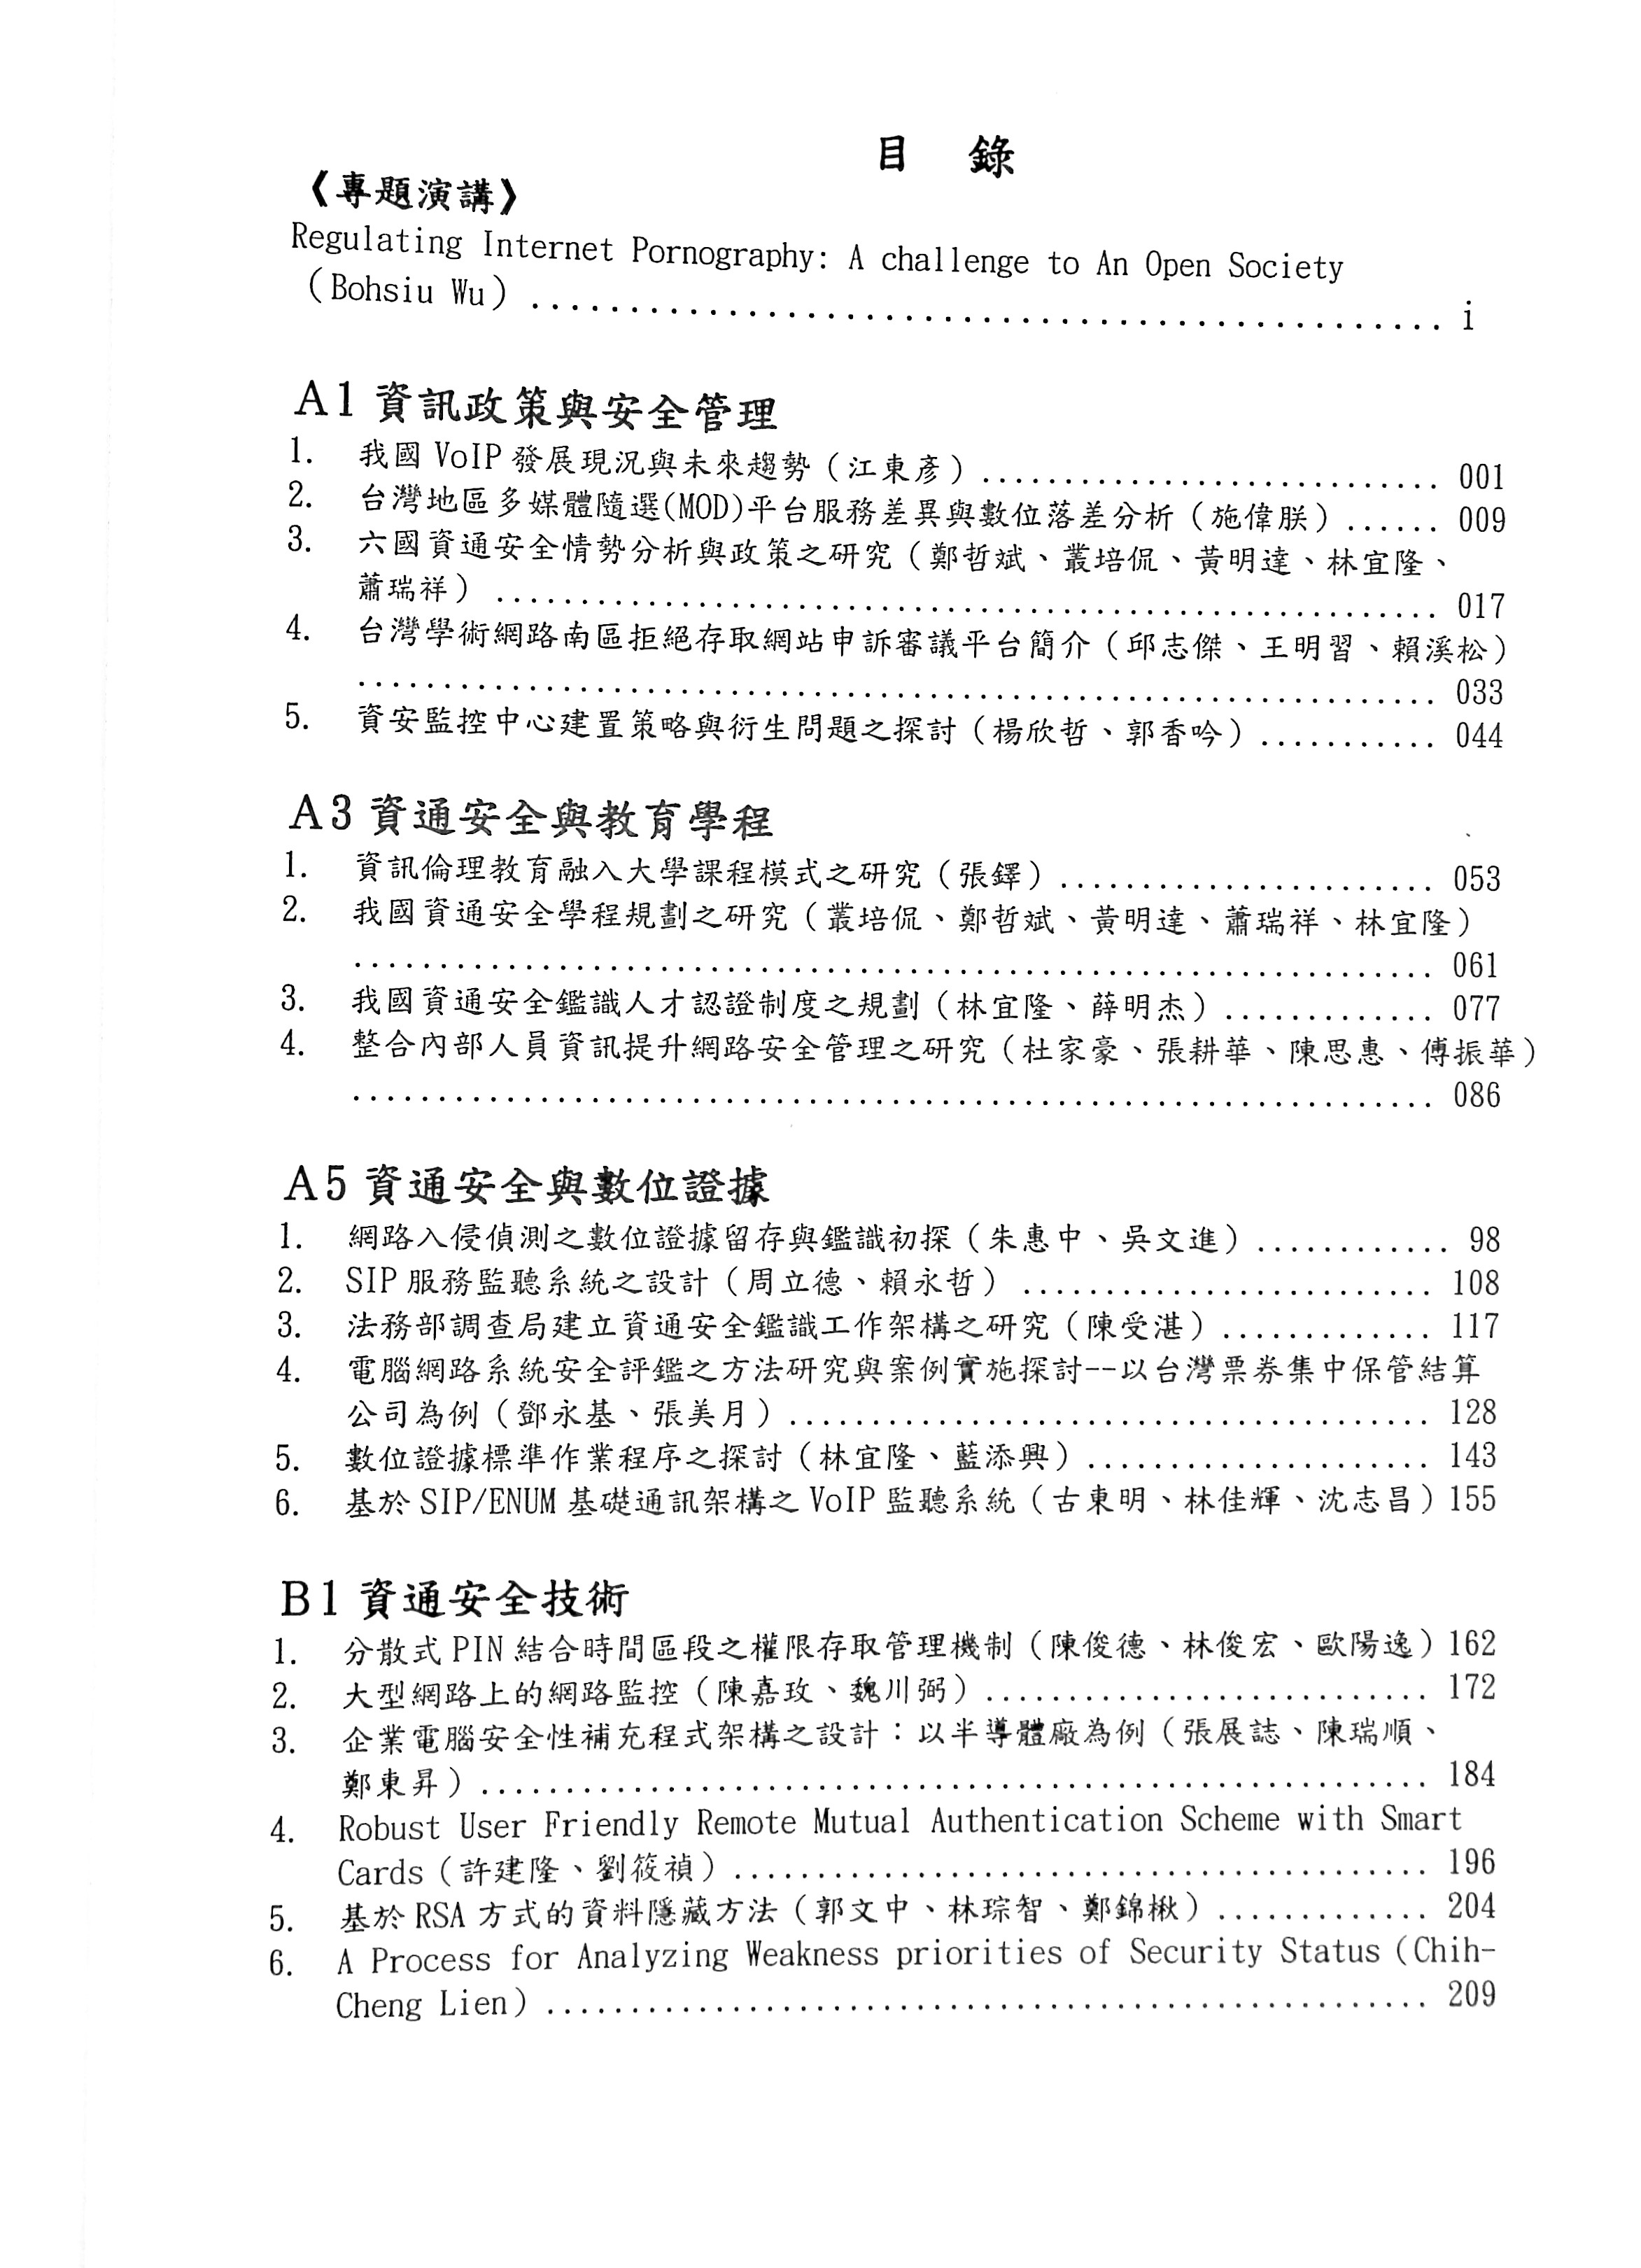 目 錄
《專題演講》
Regulating Internet Pornography: A challenge to An Open Society
（Bohsiu Wu）.............................................. i
A1 資訊政策與安全管理
1. 我國 VoIP 發展現況與未來趨勢（江東彥）............................ 001
2. 台灣地區多媒體隨選(MOD)平台服務差異與數位落差分析（施偉朕）...... 009
3. 六國資通安全情勢分析與政策之研究（鄭哲斌、叢培侃、黃明達、林宜隆、
蕭瑞祥）........................................................ 017
4. 台灣學術網路南區拒絕存取網站申訴審議平台簡介（邱志傑、王明習、賴溪松）
................................................................ 033
5. 資安監控中心建置策略與衍生問題之探討（楊欣哲、郭香吟）........... 044
A3 資通安全與教育學程
1. 資訊倫理教育融入大學課程模式之研究（張鐸）....................... 053
2. 我國資通安全學程規劃之研究（叢培侃、鄭哲斌、黃明達、蕭瑞祥、林宜隆）
................................................................ 061
3. 我國資通安全鑑識人才認證制度之規劃（林宜隆、薛明杰）............. 077
4. 整合內部人員資訊提升網路安全管理之研究（杜家豪、張耕華、陳思惠、傅振華）
................................................................ 086
A5 資通安全與數位證據
1. 網路入侵偵測之數位證據留存與鑑識初探（朱惠中、吳文進）............ 98
2. SIP 服務監聽系統之設計（周立德、賴永哲）......................... 108
3. 法務部調查局建立資通安全鑑識工作架構之研究（陳受湛）............. 117
4. 電腦網路系統安全評鑑之方法研究與案例實施探討--以台灣票券集中保管結算
公司為例（鄧永基、張美月）...................................... 128
5. 數位證據標準作業程序之探討（林宜隆、藍添興）..................... 143
6. 基於 SIP/ENUM 基礎通訊架構之 VoIP 監聽系統（古東明、林佳輝、沈志昌）155
B1 資通安全技術
1. 分散式 PIN 結合時間區段之權限存取管理機制（陳俊德、林俊宏、歐陽逸）162
2. 大型網路上的網路監控（陳嘉玫、魏川弼）........................... 172
3. 企業電腦安全性補充程式架構之設計：以半導體廠為例（張展誌、陳瑞順、
鄭東昇）........................................................ 184
4. Robust User Friendly Remote Mutual Authentication Scheme with Smart
Cards（許建隆、劉筱禎）......................................... 196
5. 基於 RSA 方式的資料隱藏方法（郭文中、林琮智、鄭錦楸）............. 204
6. A Process for Analyzing Weakness priorities of Security Status（Chih-
Cheng Lien）.................................................... 209